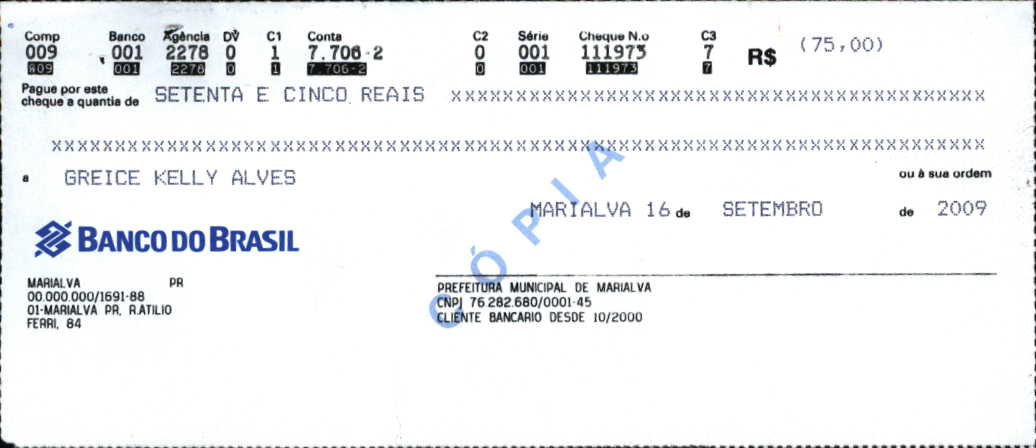 Comp Banco Agência DV C1 Conta C2 Série Cheque N.o C3
009 001 2278 0 1 7.706-2 0 001 111973 7 R$ (75,00)
009 001 2278 0 1 7.706-2 0 001 111973 7
Pague por este
cheque a quantia de SETENTA E CINCO REAIS XXXXXXXXXXXXXXXXXXXXXXXXXXXXXXXXXXXXXXXXXX
XXXXXXXXXXXXXXXXXXXXXXXXXXXXXXXXXXXXXXXXXXXXXXXXXXXXXXXXXXXXXXXXXXXXXXXXX
a GREICE KELLY ALVES ou à sua ordem
MARIALVA 16 de SETEMBRO de 2009
BANCO DO BRASIL
MARIALVA PR
00.000.000/1691-88
01-MARIALVA PR, R.ATILIO
FERRI, 84
PREFEITURA MUNICIPAL DE MARIALVA
CNPJ 76.282.680/0001-45
CLIENTE BANCARIO DESDE 10/2000
CÓPIA